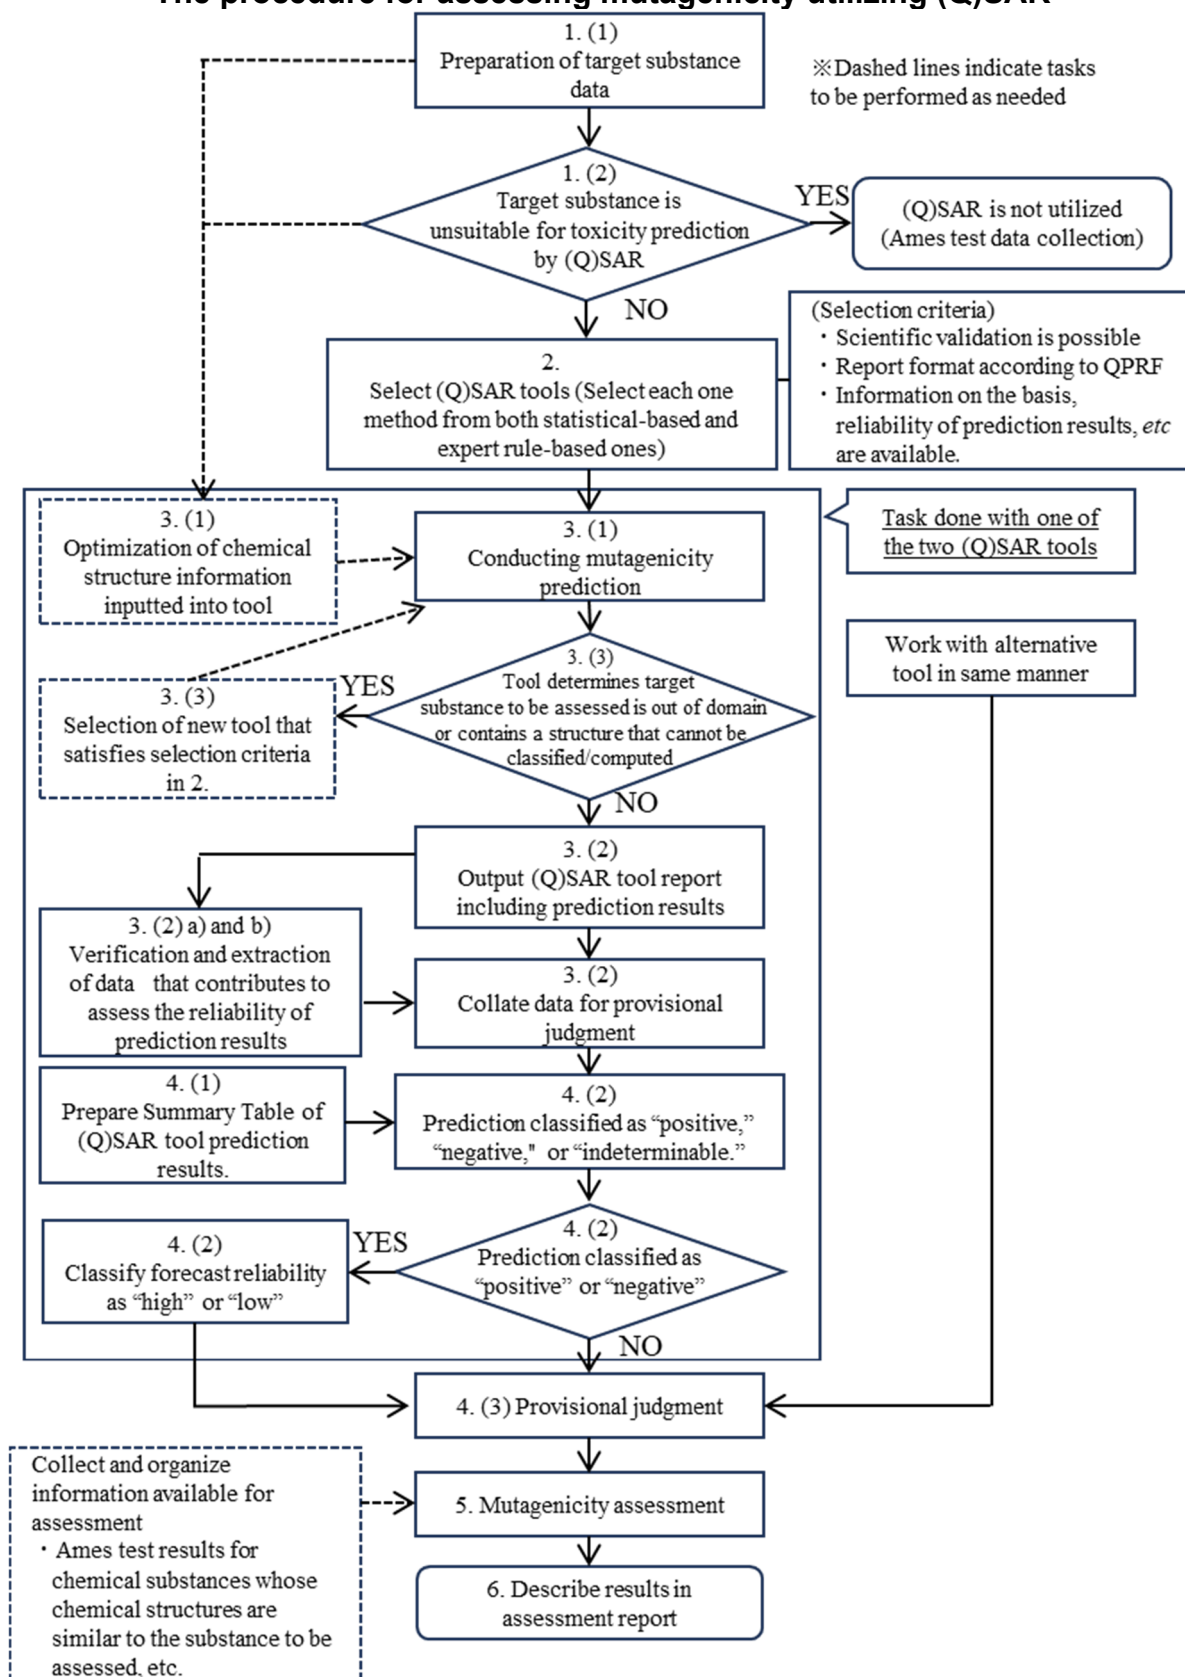 The procedure for assessing mutagenicity utilizing (Q)SAR
1. (1)
Preparation of target substance
data
※Dashed lines indicate tasks
to be performed as needed
1. (2)
Target substance is
unsuitable for toxicity prediction
by (Q)SAR
YES
(Q)SAR is not utilized
(Ames test data collection)
NO
2.
Select (Q)SAR tools (Select each one
method from both statistical-based and
expert rule-based ones)
(Selection criteria)
・Scientific validation is possible
・Report format according to QPRF
・Information on the basis,
reliability of prediction results, etc
are available.
3. (1)
Optimization of chemical
structure information
inputted into tool
3. (1)
Conducting mutagenicity
prediction
Task done with one of
the two (Q)SAR tools
Work with alternative
tool in same manner
3. (3)
Tool determines target
substance to be assessed is out of domain
or contains a structure that cannot be
classified/computed
YES
3. (3)
Selection of new tool that
satisfies selection criteria
in 2.
NO
3. (2)
Output (Q)SAR tool report
including prediction results
3. (2) a) and b)
Verification and extraction
of data that contributes to
assess the reliability of
prediction results
3. (2)
Collate data for provisional
judgment
4. (1)
Prepare Summary Table of
(Q)SAR tool prediction
results.
4. (2)
Prediction classified as “positive,”
“negative," or “indeterminable.”
4. (2)
Prediction classified as
“positive” or “negative”
YES
4. (2)
Classify forecast reliability
as “high” or “low”
NO
4. (3) Provisional judgment
Collect and organize
information available for
assessment
・Ames test results for
chemical substances whose
chemical structures are
similar to the substance to be
assessed, etc.
5. Mutagenicity assessment
6. Describe results in
assessment report